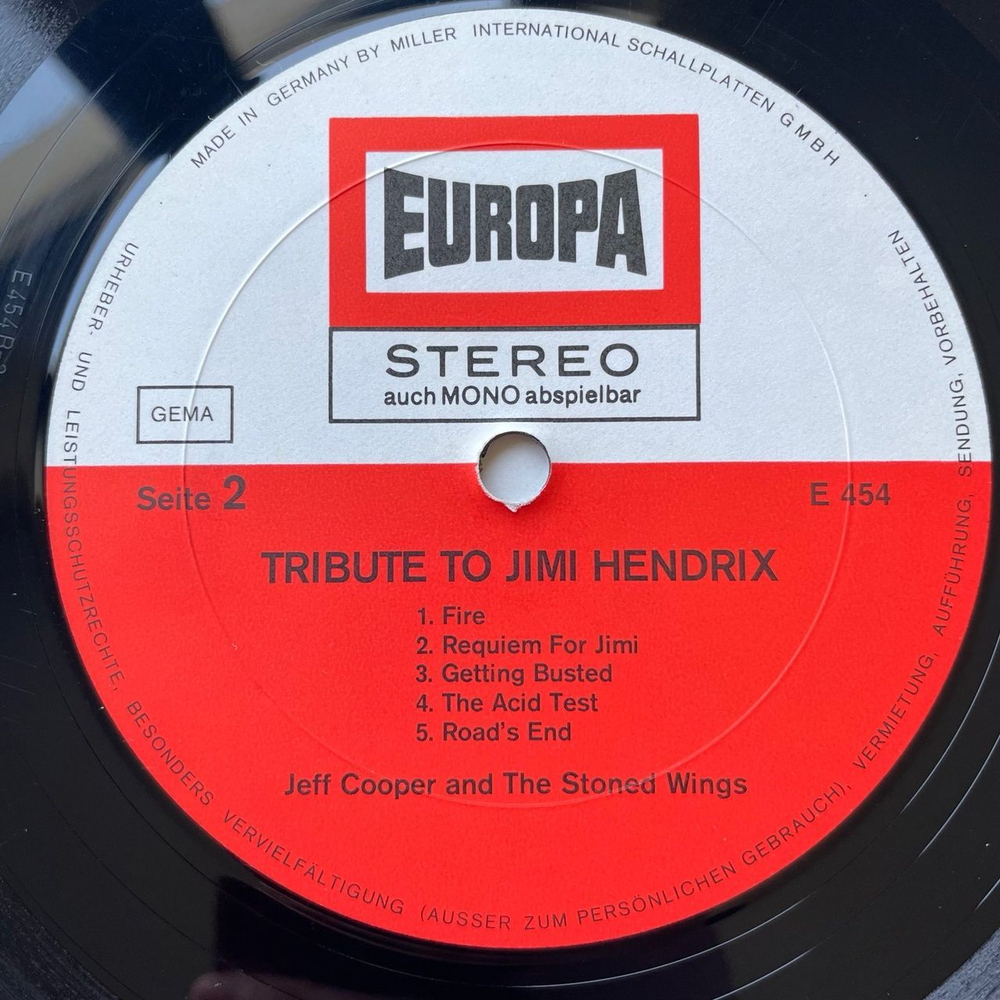 MADE IN GERMANY BY MILLER INTERNATIONAL SCHALLPLATTEN GMBH
EUROPA
STEREO
auch MONO abspielbar
GEMA
Seite 2
E 454
TRIBUTE TO JIMI HENDRIX
1. Fire
2. Requiem For Jimi
3. Getting Busted
4. The Acid Test
5. Road's End
Jeff Cooper and The Stoned Wings
URHEBER- UND LEISTUNGSSCHUTZRECHTE, BESONDERS VERVIELFÄLTIGUNG (AUSSER ZUM PERSÖNLICHEN GEBRAUCH), VERMIETUNG, AUFFÜHRUNG, SENDUNG, VORBEHALTEN